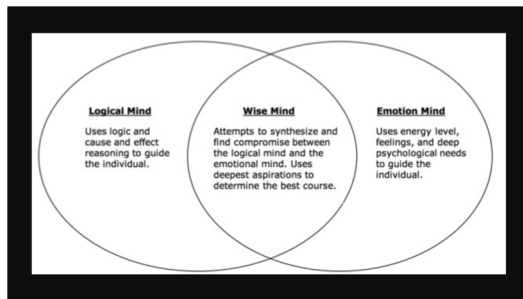 Logical Mind
Uses logic and
cause and effect
reasoning to guide
the individual.
Wise Mind
Attempts to synthesize and
find compromise between
the logical mind and the
emotional mind. Uses
deepest aspirations to
determine the best course.
Emotion Mind
Uses energy level,
feelings, and deep
psychological needs
to guide the
individual.